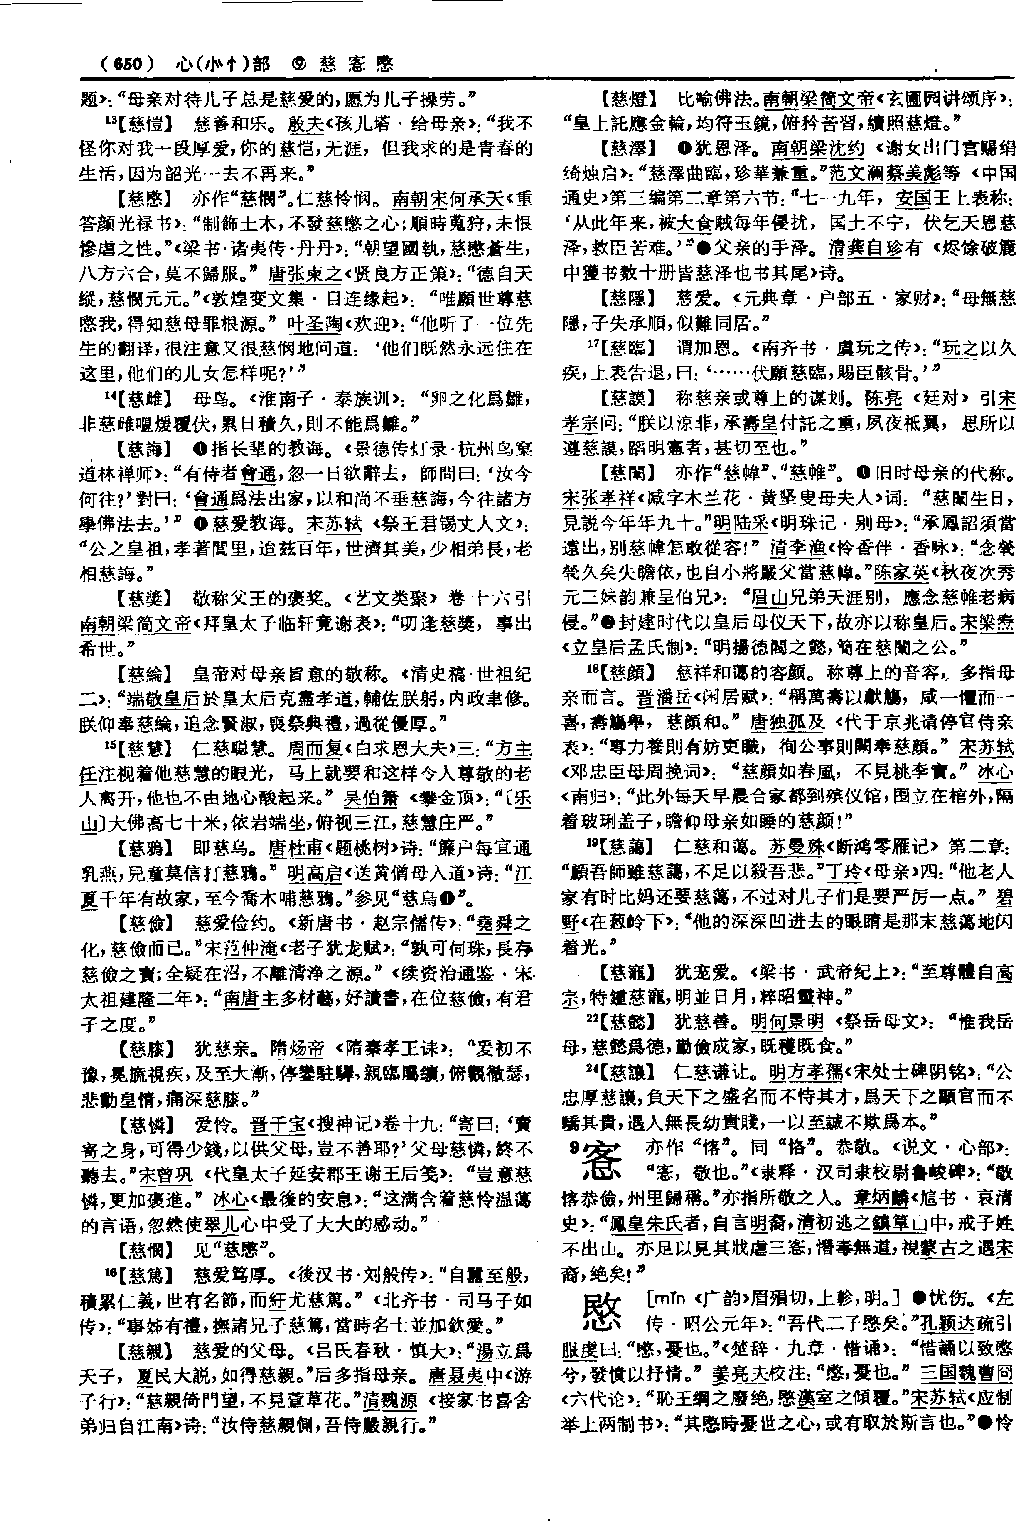 （650） 心(小忄)部 ⑨ 慈 愙 愍
题》：“母亲对待儿子总是慈爱的，愿为儿子操劳。”
13【慈愷】 慈善和乐。殷夫《孩儿塔·给母亲》：“我不
怪你对我一段厚爱，你的慈恺，无涯，但我求的是青春的
生活，因为韶光一去不再来。”
【慈愍】 亦作“慈憫”。仁慈怜悯。南朝宋何承天《重
答颜光禄书》：“制飾土木，不發慈愍之心；順時蒐狩，未根
慘虐之性。”《梁书·诸夷传·丹丹》：“朝望國執，慈愍蒼生，
八方六合，莫不歸服。”唐张柬之《贤良方正策》：“德自天
縱，慈憫元元。”《敦煌变文集·目连缘起》：“唯願世尊慈
愍我，得知慈母罪根源。”叶圣陶《欢迎》：“他听了一位先
生的翻译，很注意又很慈悯地问道：‘他们既然永远住在
这里，他们的儿女怎样呢？’”
14【慈雌】 母鸟。《淮南子·泰族训》：“卵之化爲雛，
非慈雌嘔煖覆伏，累日積久，則不能爲雛。”
【慈誨】 ❶指长辈的教诲。《景德传灯录·杭州鸟窠
道林禅师》：“有侍者會通，忽一日欲辭去，師問曰：‘汝今
何往？’對曰：‘會通爲法出家，以和尚不垂慈誨，今往諸方
學佛法去。’”❷慈爱教诲。宋苏轼《祭王君锡丈人文》：
“公之皇祖，孝著閭里，迨兹百年，世濟其美，少相弟長，老
相慈誨。”
【慈奬】 敬称父王的褒奖。《艺文类聚》卷十六引
南朝梁简文帝《拜皇太子临轩竟谢表》：“叨逢慈奬，事出
希世。”
【慈綸】 皇帝对母亲旨意的敬称。《清史稿·世祖纪
二》：“端敬皇后於皇太后克盡孝道，輔佐朕躬，内政聿修。
朕仰奉慈綸，追念賢淑，喪祭典禮，過從優厚。”
15【慈慧】 仁慈聪慧。周而复《白求恩大夫》三：“方主
任注视着他慈慧的眼光，马上就要和这样令人尊敬的老
人离开，他也不由地心酸起来。”吴伯箫《攀金顶》：“〔乐
山〕大佛高七十米，依岩端坐，俯视三江，慈慧庄严。”
【慈鴉】 即慈乌。唐杜甫《题桃树》诗：“簾户每宜通
乳燕，兒童莫信打慈鴉。”明高启《送黄僧母入道》诗：“江
夏千年有故家，至今喬木哺慈鴉。”参见“慈烏❶”。
【慈儉】 慈爱俭约。《新唐书·赵宗儒传》：“堯舜之
化，慈儉而已。”宋范仲淹《老子犹龙赋》：“孰可何珠，長存
慈儉之寳；全疑在沼，不離清浄之源。”《续资治通鉴·宋
太祖建隆二年》：“南唐主多材藝，好讀書，在位慈儉，有君
子之度。”
【慈膝】 犹慈亲。隋炀帝《隋秦孝王诔》：“爰初不
豫，冕旒視疾，及至大漸，停鑾駐驛，親臨屬纊，俯觀徹瑟，
悲動皇情，痛深慈膝。”
【慈憐】 爱怜。晋干宝《搜神记》卷十九：“寄曰：‘賣
寄之身，可得少錢，以供父母，豈不善耶？’父母慈憐，終不
聽去。”宋曾巩《代皇太子延安郡王谢王后笺》：“豈意慈
憐，更加褒進。”冰心《最後的安息》：“这满含着慈怜温蔼
的言语，忽然使翠儿心中受了大大的感动。”
【慈憫】 见“慈愍”。
16【慈篤】 慈爱笃厚。《後汉书·刘般传》：“自囂至般，
積累仁義，世有名節，而紆尤慈篤。”《北齐书·司马子如
传》：“事姊有禮，撫諸兄子慈篤，當時名士並加欽愛。”
【慈親】 慈爱的父母。《吕氏春秋·慎大》：“湯立爲
天子，夏民大説，如得慈親。”后多指母亲。唐聂夷中《游
子行》：“慈親倚門望，不見萱草花。”清魏源《接家书喜舍
弟归自江南》诗：“汝侍慈親側，吾侍嚴親行。”
【慈燈】 比喻佛法。南朝梁简文帝《玄圃园讲颂序》：
“皇上託應金輪，均符玉鏡，俯矜苦習，續照慈燈。”
【慈澤】 ❶犹恩泽。南朝梁沈约《谢女出门宫赐绢
绮烛启》：“慈澤曲臨，珍華兼重。”范文澜蔡美彪等《中国
通史》第三编第二章第六节：“七一九年，安国王上表称：
‘从此年来，被大食贼每年侵扰，国土不宁，伏乞天恩慈
泽，救臣苦难。’”❷父亲的手泽。清龚自珍有《烬馀破簏
中獲书数十册皆慈泽也书其尾》诗。
【慈隱】 慈爱。《元典章·户部五·家财》：“母無慈
隱，子失承順，似難同居。”
17【慈臨】 谓加恩。《南齐书·虞玩之传》：“玩之以久
疾，上表告退，曰：‘……伏願慈臨，賜臣骸骨。’”
【慈謨】 称慈亲或尊上的谋划。陈亮《廷对》引宋
孝宗问：“朕以涼菲，承壽皇付託之重，夙夜祗翼，思所以
遵慈謨，蹈明憲者，甚切至也。”
【慈闈】 亦作“慈幃”、“慈帷”。❶旧时母亲的代称。
宋张孝祥《减字木兰花·黄坚叟母夫人》词：“慈闈生日，
見説今年年九十。”明陆采《明珠记·别母》：“承鳳詔須當
遠出，别慈幃怎敢從容！”清李渔《怜香伴·香咏》：“念煢
煢久矣失瞻依，也自小將嚴父當慈幃。”陈家英《秋夜次秀
元二妹韵兼呈伯兄》：“眉山兄弟天涯别，應念慈帷老病
侵。”❷封建时代以皇后母仪天下，故亦以称皇后。宋梁焘
《立皇后孟氏制》：“明揚德閥之懿，簡在慈闈之公。”
18【慈顔】 慈祥和蔼的容颜。称尊上的音容，多指母
亲而言。晋潘岳《闲居赋》：“稱萬壽以獻觴，咸一懼而一
喜，壽觴舉，慈顔和。”唐独孤及《代于京兆请停官侍亲
表》：“專力養則有妨吏職，徇公事則闕奉慈顔。”宋苏轼
《邓忠臣母周挽词》：“慈顔如春風，不見桃李實。”冰心
《南归》：“此外每天早晨合家都到殡仪馆，围立在棺外，隔
着玻璃盖子，瞻仰母亲如睡的慈颜！”
19【慈藹】 仁慈和蔼。苏曼殊《断鸿零雁记》第二章：
“顧吾師雖慈藹，不足以殺吾悲。”丁玲《母亲》四：“他老人
家有时比妈还要慈蔼，不过对儿子们是要严厉一点。”碧
野《在葱岭下》：“他的深深凹进去的眼睛是那末慈蔼地闪
着光。”
【慈寵】 犹宠爱。《梁书·武帝纪上》：“至尊體自高
宗，特鍾慈寵，明並日月，粹昭靈神。”
22【慈懿】 犹慈善。明何景明《祭岳母文》：“惟我岳
母，慈懿爲德，勤儉成家，既穫既食。”
24【慈讓】 仁慈谦让。明方孝孺《宋处士碑阴铭》：“公
忠厚慈讓，負天下之盛名而不恃其才，爲天下之顯官而不
驕其貴，遇人無長幼貴賤，一以至誠不欺爲本。”
9愙 亦作“愘”。同“恪”。恭敬。《说文·心部》：
“愙，敬也。”《隶释·汉司隶校尉鲁峻碑》：“敬
愘恭儉，州里歸稱。”亦指所敬之人。章炳麟《訄书·哀清
史》：“鳳皇朱氏者，自言明裔，清初逃之鎮筸山中，戒子姓
不出山。亦足以見其戕虐三愙，憯毒無道，視蒙古之遇宋
裔，絶矣！”
愍 [mǐn《广韵》眉殞切，上軫，明。]❶忧伤。《左
传·昭公元年》：“吾代二子愍矣。”孔颖达疏引
服虔曰：“愍，憂也。”《楚辞·九章·惜诵》：“惜誦以致愍
兮，發憤以抒情。”姜亮夫校注：“愍，憂也。”三国魏曹冏
《六代论》：“恥王綱之廢絶，愍漢室之傾覆。”宋苏轼《应制
举上两制书》：“其愍時憂世之心，或有取於斯言也。”❷怜